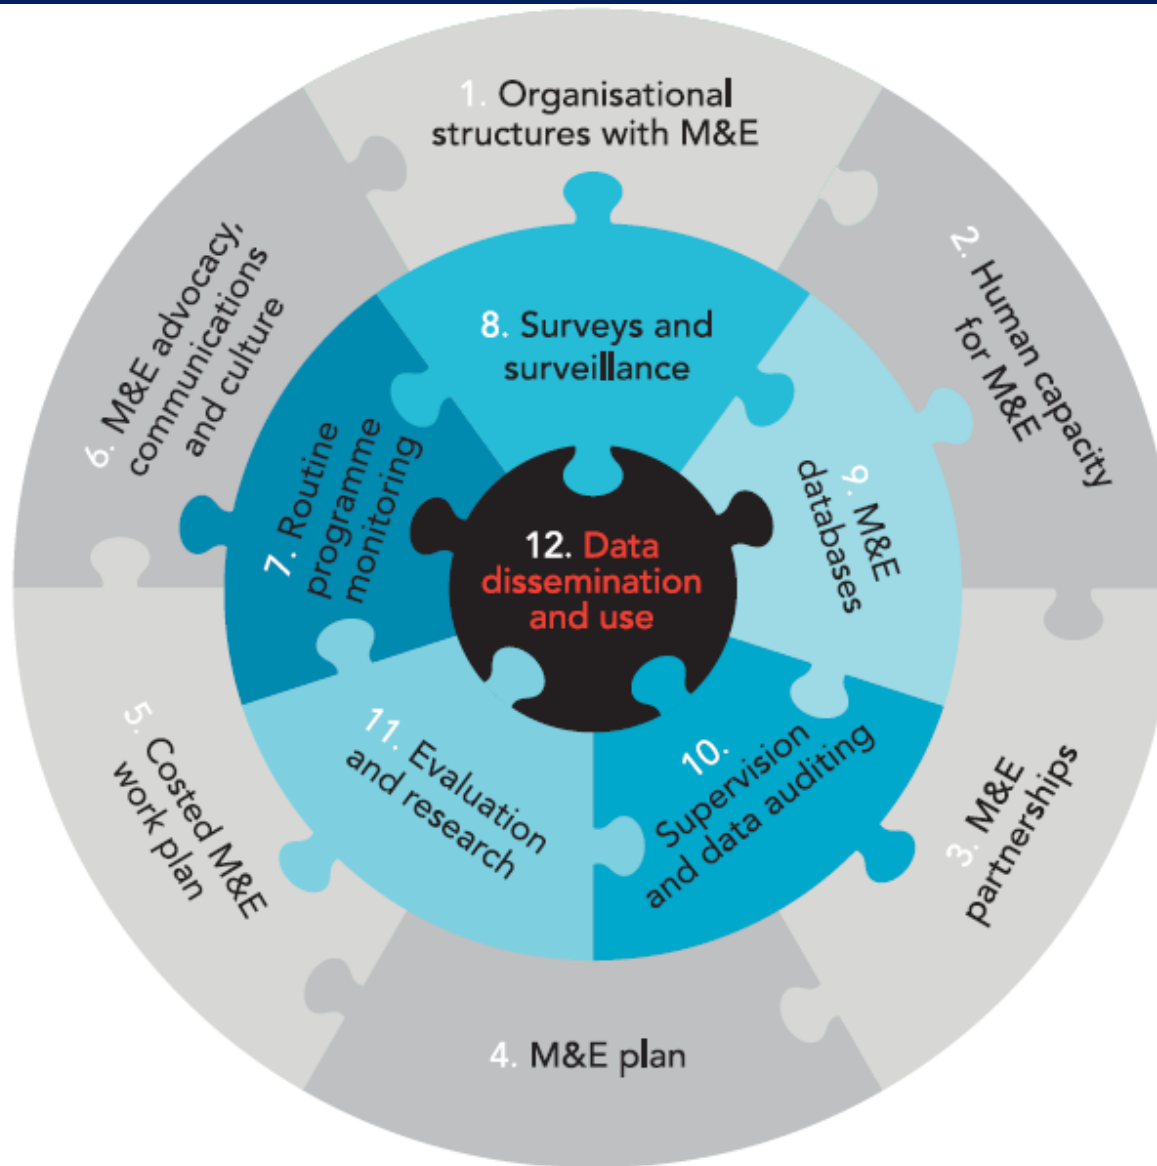 1. Organisational
structures with M&E
2. Human capacity
for M&E
3. M&E
partnerships
4. M&E plan
5. Costed M&E
work plan
6. M&E advocacy,
communications
and culture
7. Routine
programme
monitoring
8. Surveys and
surveillance
9. M&E
databases
10.
Supervision
and data auditing
11. Evaluation
and research
12. Data
dissemination
and use